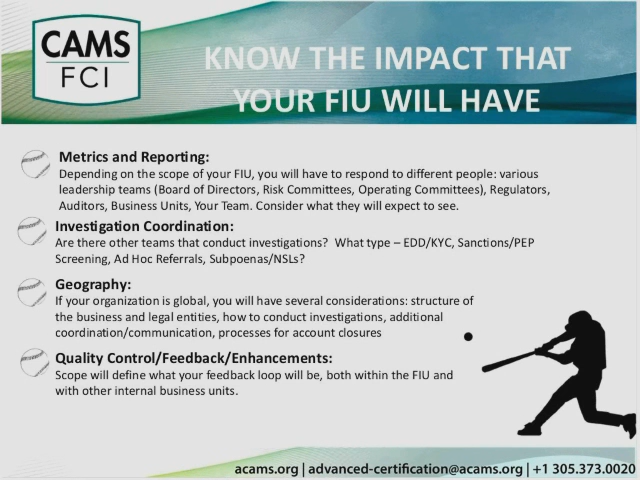 CAMS
FCI
KNOW THE IMPACT THAT
YOUR FIU WILL HAVE
Metrics and Reporting:
Depending on the scope of your FIU, you will have to respond to different people: various
leadership teams (Board of Directors, Risk Committees, Operating Committees), Regulators,
Auditors, Business Units, Your Team. Consider what they will expect to see.
Investigation Coordination:
Are there other teams that conduct investigations?  What type – EDD/KYC, Sanctions/PEP
Screening, Ad Hoc Referrals, Subpoenas/NSLs?
Geography:
If your organization is global, you will have several considerations: structure of
the business and legal entities, how to conduct investigations, additional
coordination/communication, processes for account closures
Quality Control/Feedback/Enhancements:
Scope will define what your feedback loop will be, both within the FIU and
with other internal business units.
acams.org | advanced-certification@acams.org | +1 305.373.0020